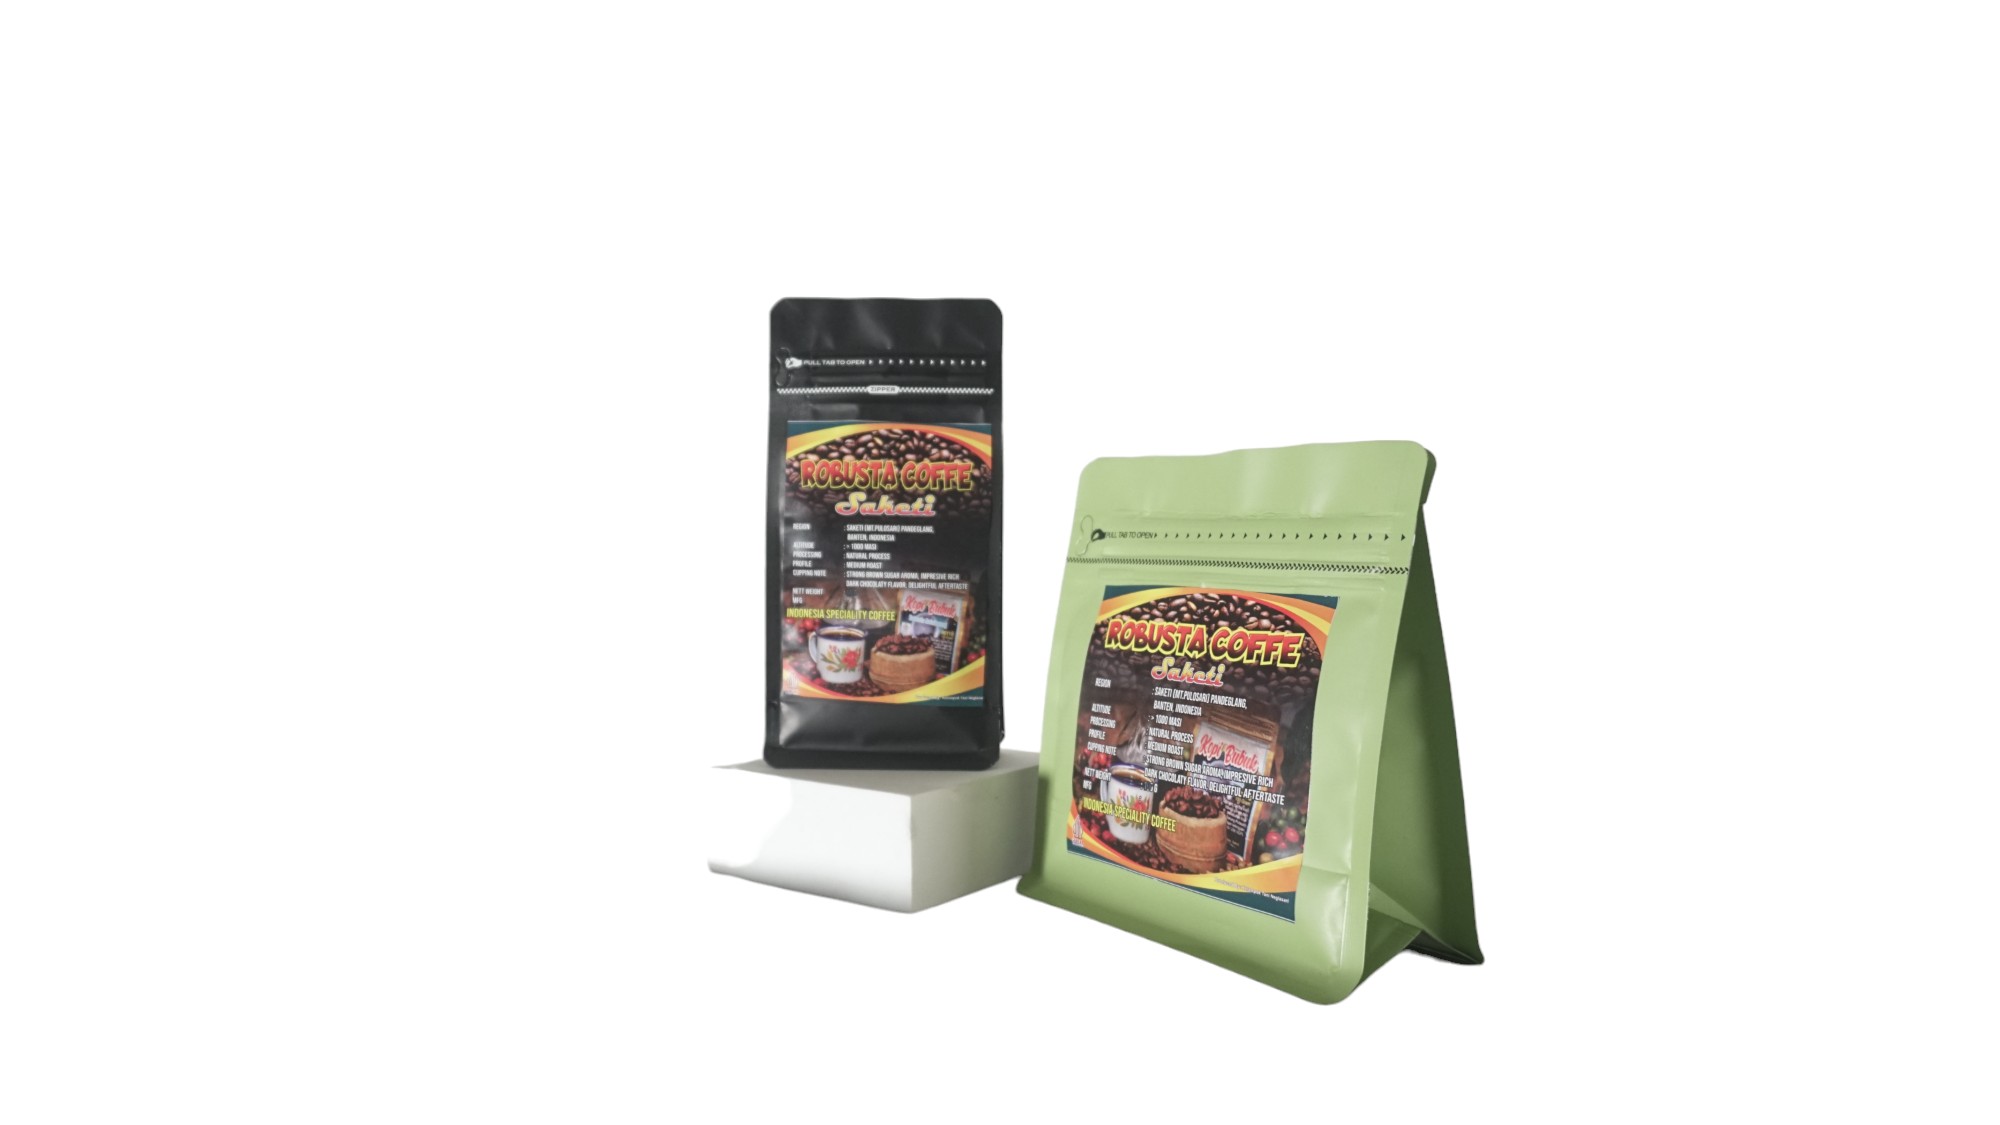 PULL TAB TO OPEN
ZIPPER
ROBUSTA COFFE
Saketi
REGION : SAKETI (MT.PULOSARI) PANDEGLANG,
BANTEN, INDONESIA
ALTITUDE : > 1000 MASl
PROCESSING : NATURAL PROCESS
PROFILE : MEDIUM ROAST
CUPPING NOTE : STRONG BROWN SUGAR AROMA, IMPRESIVE RICH
DARK CHOCOLATY FLAVOR, DELIGHTFUL AFTERTASTE
NETT WEIGHT
MFG
INDONESIA SPECIALITY COFFEE
Kopi Bubuk
PULL TAB TO OPEN
ROBUSTA COFFE
Saketi
REGION : SAKETI (MT.PULOSARI) PANDEGLANG,
BANTEN, INDONESIA
ALTITUDE : > 1000 MASl
PROCESSING : NATURAL PROCESS
PROFILE : MEDIUM ROAST
CUPPING NOTE : STRONG BROWN SUGAR AROMA, IMPRESIVE RICH
DARK CHOCOLATY FLAVOR, DELIGHTFUL AFTERTASTE
NETT WEIGHT : G
MFG
INDONESIA SPECIALITY COFFEE
Kopi Bubuk